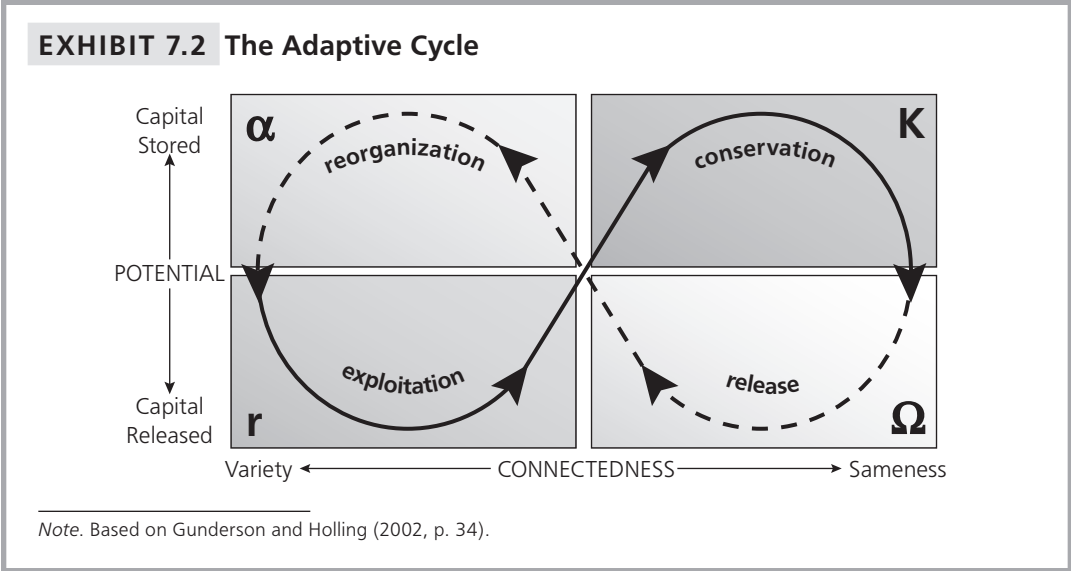 EXHIBIT 7.2 The Adaptive Cycle
Capital
Stored
POTENTIAL
Capital
Released
α
reorganization
K
conservation
exploitation
r
release
Ω
Variety
CONNECTEDNESS
Sameness
Note. Based on Gunderson and Holling (2002, p. 34).